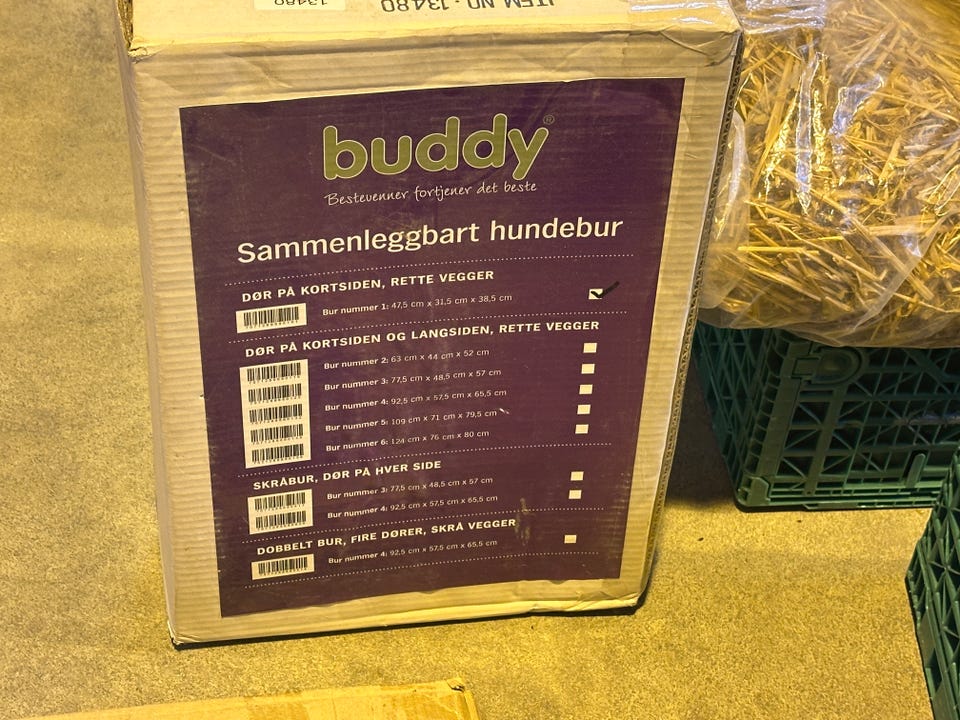 13480
ITEM NO.:13480
buddy®
Bestevenner fortjener det beste
Sammenleggbart hundebur
DØR PÅ KORTSIDEN, RETTE VEGGER
Bur nummer 1: 47,5 cm x 31,5 cm x 38,5 cm
DØR PÅ KORTSIDEN OG LANGSIDEN, RETTE VEGGER
Bur nummer 2: 63 cm x 44 cm x 52 cm
Bur nummer 3: 77,5 cm x 48,5 cm x 57 cm
Bur nummer 4: 92,5 cm x 57,5 cm x 65,5 cm
Bur nummer 5: 109 cm x 71 cm x 79,5 cm
Bur nummer 6: 124 cm x 76 cm x 80 cm
SKRÅBUR, DØR PÅ HVER SIDE
Bur nummer 3: 77,5 cm x 48,5 cm x 57 cm
Bur nummer 4: 92,5 cm x 57,5 cm x 65,5 cm
DOBBELT BUR, FIRE DØRER, SKRÅ VEGGER
Bur nummer 4: 92,5 cm x 57,5 cm x 65,5 cm